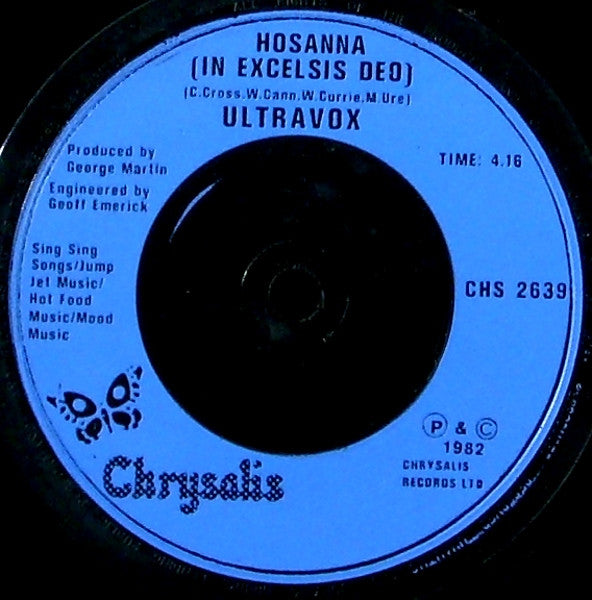 HOSANNA
(IN EXCELSIS DEO)
(C.Cross.W.Cann.W.Currie.M.Ure)
ULTRAVOX
Produced by
George Martin
Engineered by
Geoff Emerick
TIME: 4.16
Sing Sing
Songs/Jump
Jet Music/
Hot Food
Music/Mood
Music
CHS 2639
Ⓟ & ©
1982
CHRYSALIS
RECORDS LTD
Chrysalis